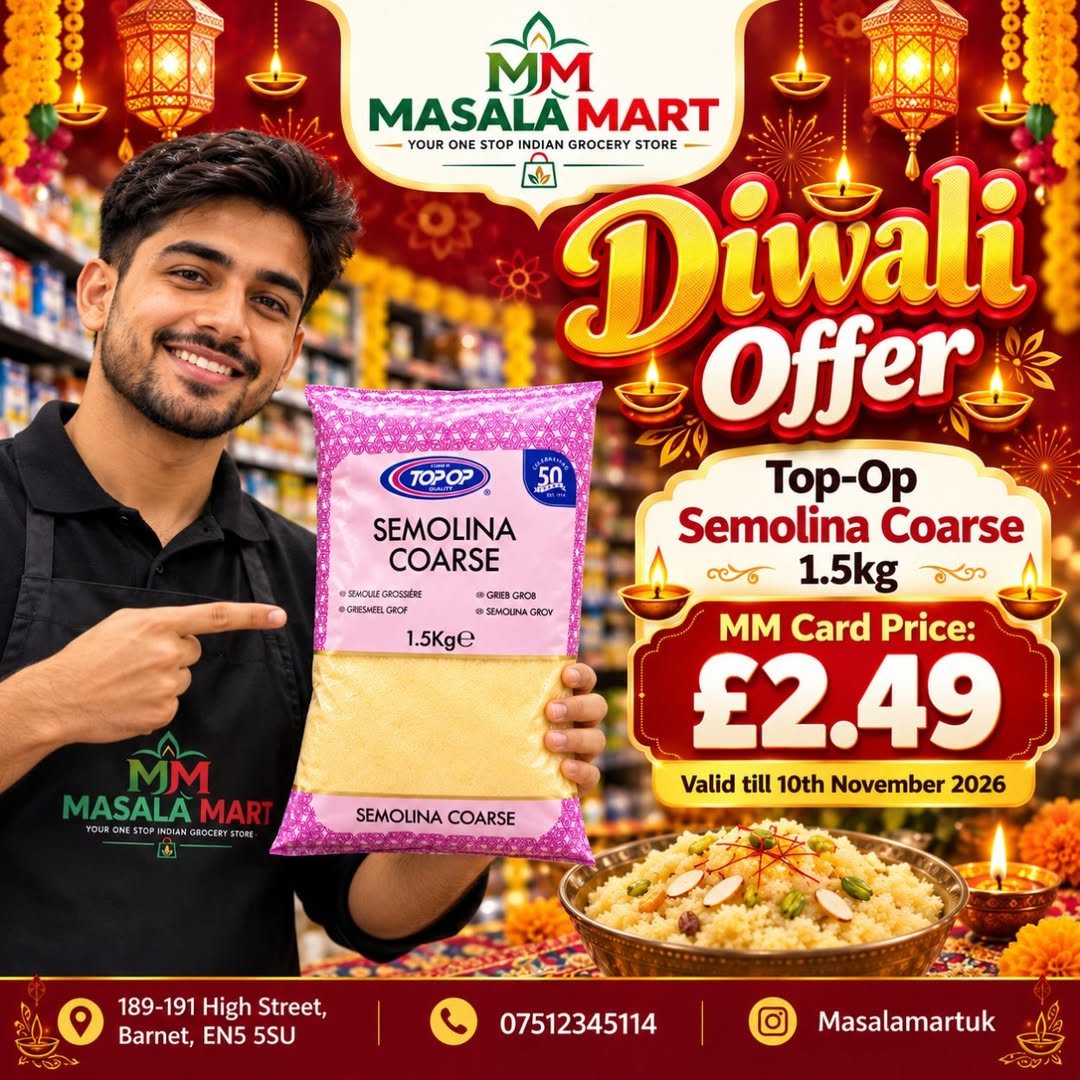 MM
MASALA MART
YOUR ONE STOP INDIAN GROCERY STORE
Diwali
Offer
TOP OP
QUALITY
50
SEMOLINA
COARSE
SEMOULE GROSSIÈRE
GRIEB GROB
GRIESMEEL GROF
SEMOLINA GROV
1.5Kg℮
SEMOLINA COARSE
Top-Op
Semolina Coarse
1.5kg
MM Card Price:
£2.49
Valid till 10th November 2026
MM
MASALA MART
YOUR ONE STOP INDIAN GROCERY STORE
189-191 High Street,
Barnet, EN5 5SU
07512345114
Masalamartuk